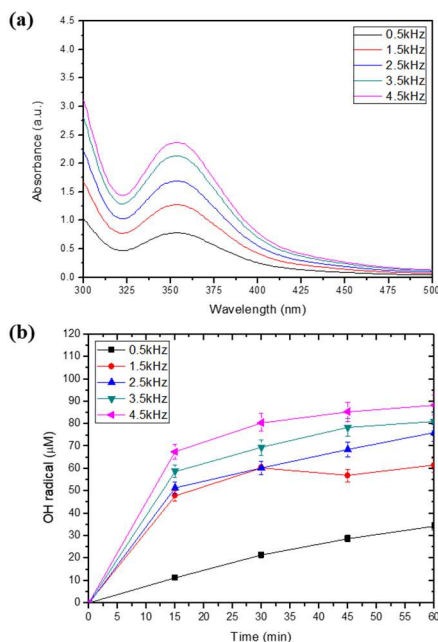 (a)
4.5
4.0
3.5
3.0
2.5
2.0
1.5
1.0
0.5
0.0
Absorbance (a.u.)
0.5kHz
1.5kHz
2.5kHz
3.5kHz
4.5kHz
300 325 350 375 400 425 450 475 500
Wavelength (nm)
(b)
120
110
100
90
80
70
60
50
40
30
20
10
0
OH radical (μM)
0.5kHz
1.5kHz
2.5kHz
3.5kHz
4.5kHz
0 5 10 15 20 25 30 35 40 45 50 55 60
Time (min)